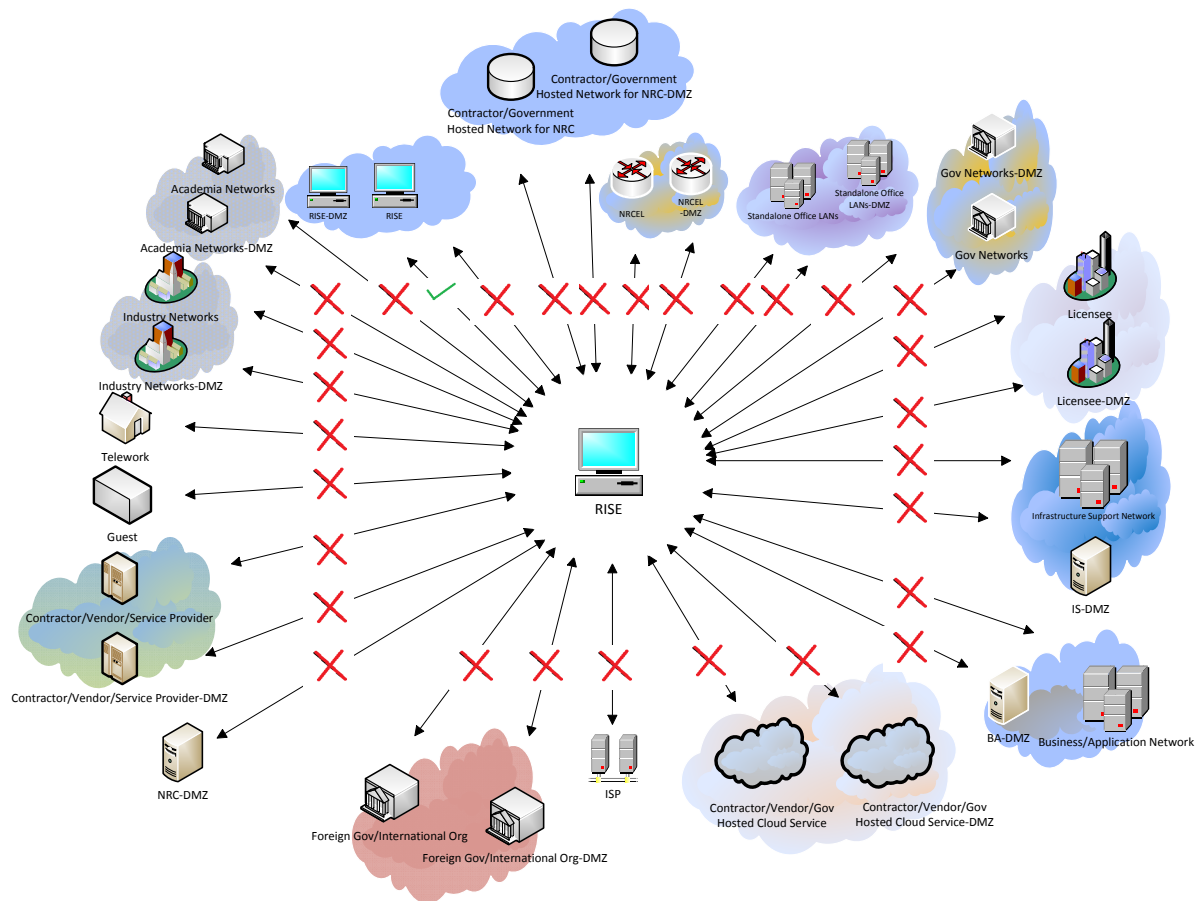 Contractor/Government
Hosted Network for NRC-DMZ
Contractor/Government
Hosted Network for NRC
Academia Networks
Academia Networks-DMZ
RISE-DMZ
RISE
NRCEL
NRCEL
-DMZ
Standalone Office LANs
Standalone Office
LANs-DMZ
Gov Networks-DMZ
Gov Networks
Industry Networks
Industry Networks-DMZ
Licensee
Licensee-DMZ
Telework
Guest
RISE
Infrastructure Support Network
IS-DMZ
Contractor/Vendor/Service Provider
Contractor/Vendor/Service Provider-DMZ
NRC-DMZ
BA-DMZ
Business/Application Network
Foreign Gov/International Org
Foreign Gov/International Org-DMZ
ISP
Contractor/Vendor/Gov
Hosted Cloud Service
Contractor/Vendor/Gov
Hosted Cloud Service-DMZ